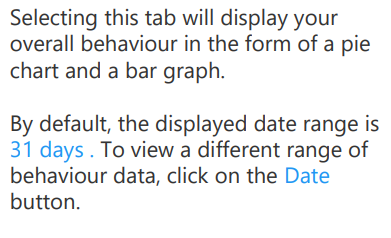 Selecting this tab will display your
overall behaviour in the form of a pie
chart and a bar graph.
By default, the displayed date range is
31 days . To view a different range of
behaviour data, click on the Date
button.